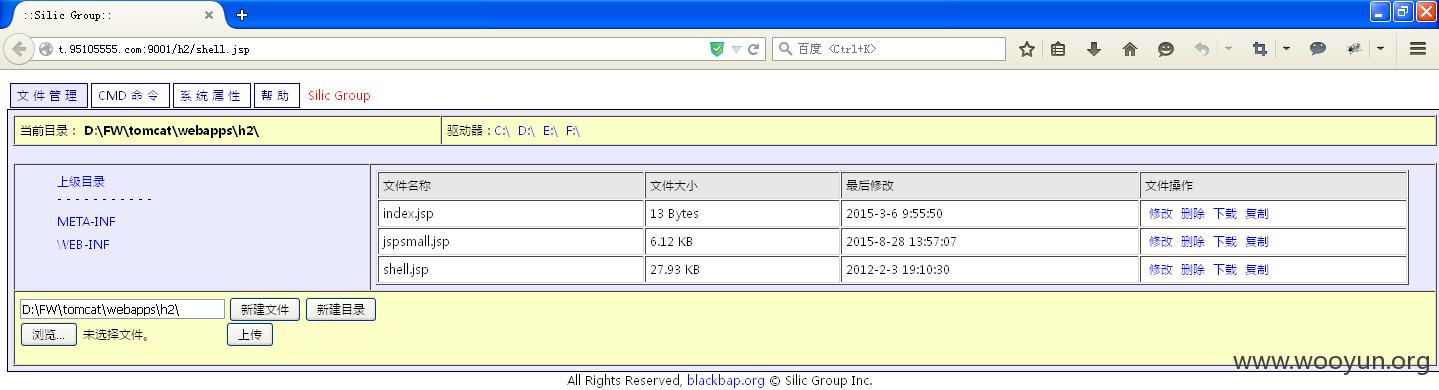 ::Silic Group::
t.95105555.com:9001/h2/shell.jsp
百度 <Ctrl+K>
文件管理 CMD 命令 系统属性 帮助 Silic Group
当前目录： D:\FW\tomcat\webapps\h2\ 驱动器：C:\ D:\ E:\ F:\
上级目录
- - - - - - - - - - -
META-INF
WEB-INF
文件名称 文件大小 最后修改 文件操作
index.jsp 13 Bytes 2015-3-6 9:55:50 修改 删除 下载 复制
jspsmall.jsp 6.12 KB 2015-8-28 13:57:07 修改 删除 下载 复制
shell.jsp 27.93 KB 2012-2-3 19:10:30 修改 删除 下载 复制
D:\FW\tomcat\webapps\h2\ 新建文件 新建目录
浏览... 未选择文件。 上传
www.wooyun.org
All Rights Reserved, blackbap.org © Silic Group Inc.